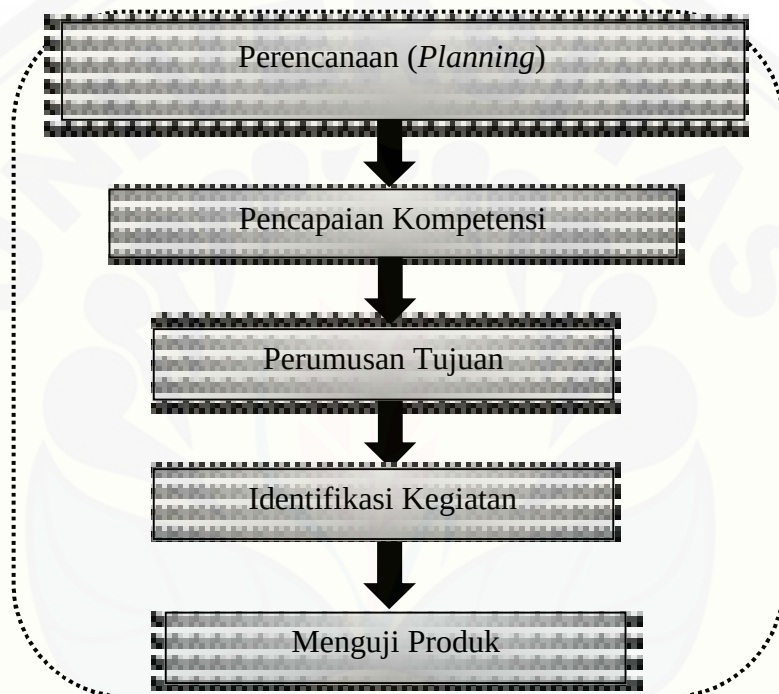 Perencanaan (Planning)
Pencapaian Kompetensi
Perumusan Tujuan
Identifikasi Kegiatan
Menguji Produk